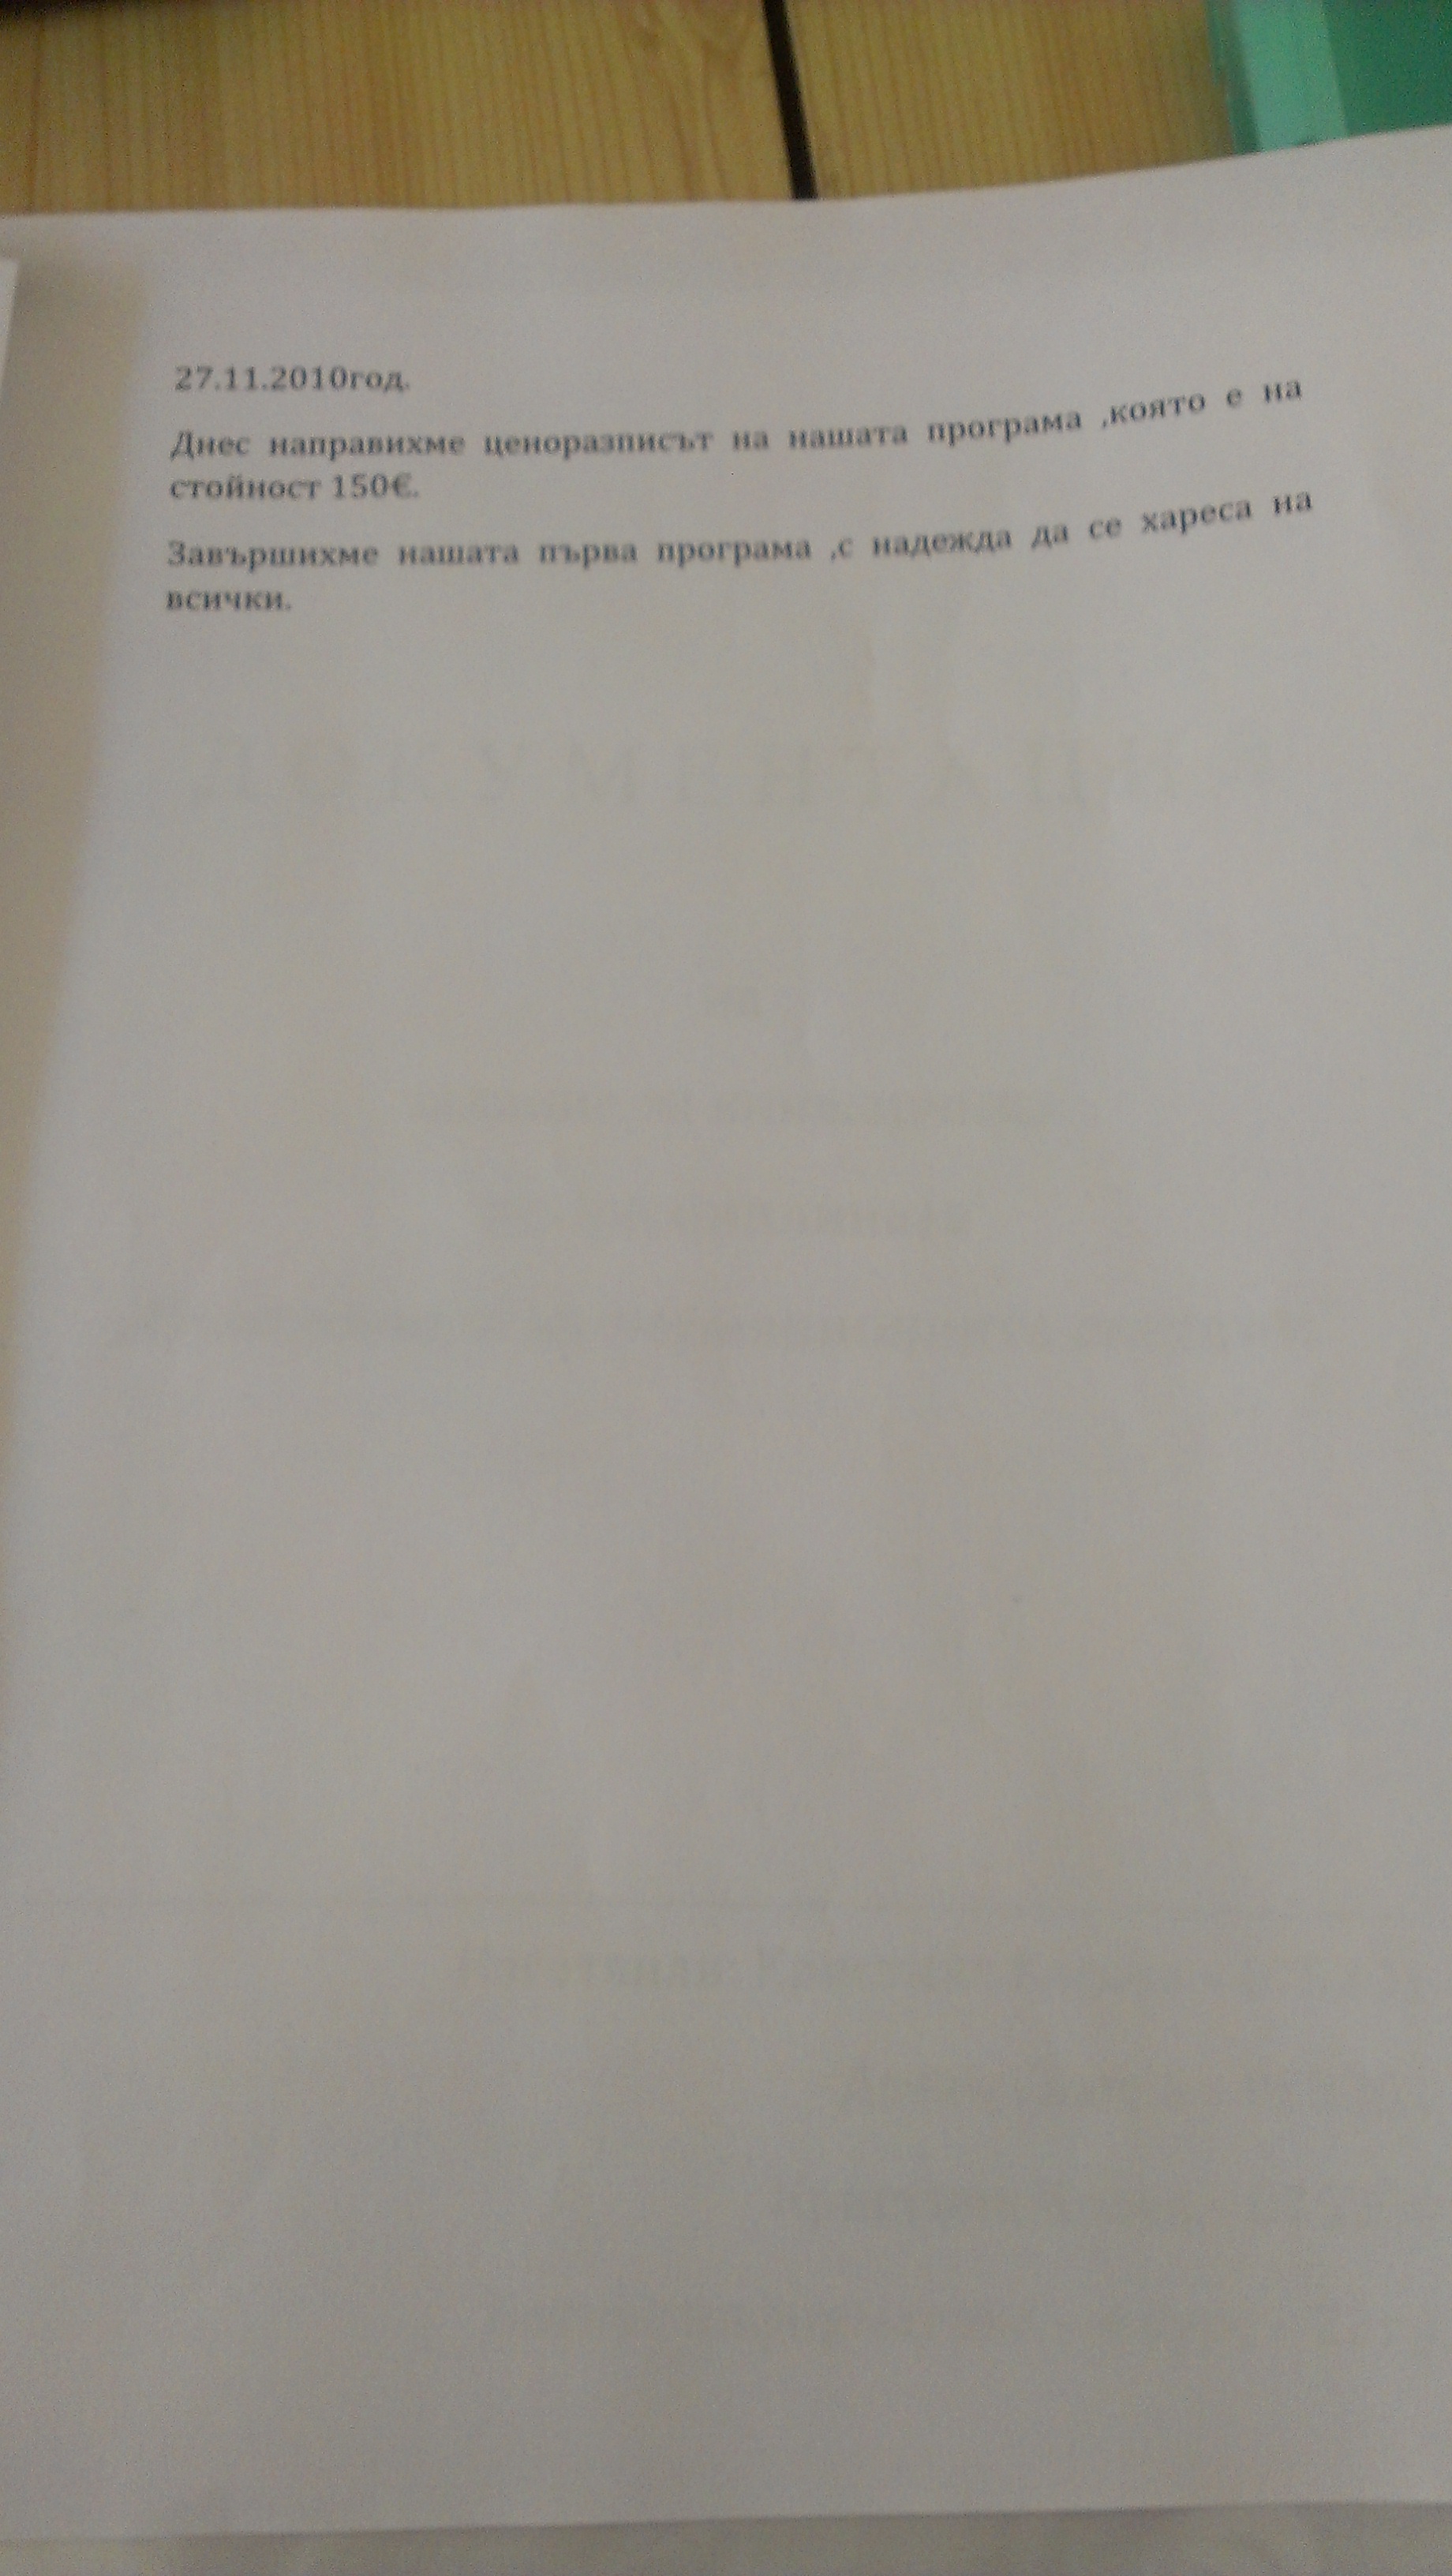 27.11.2010год.
Днес направихме ценоразписът на нашата програма ,която е на
стойност 150€.
Завършихме нашата първа програма ,с надежда да се хареса на
всички.